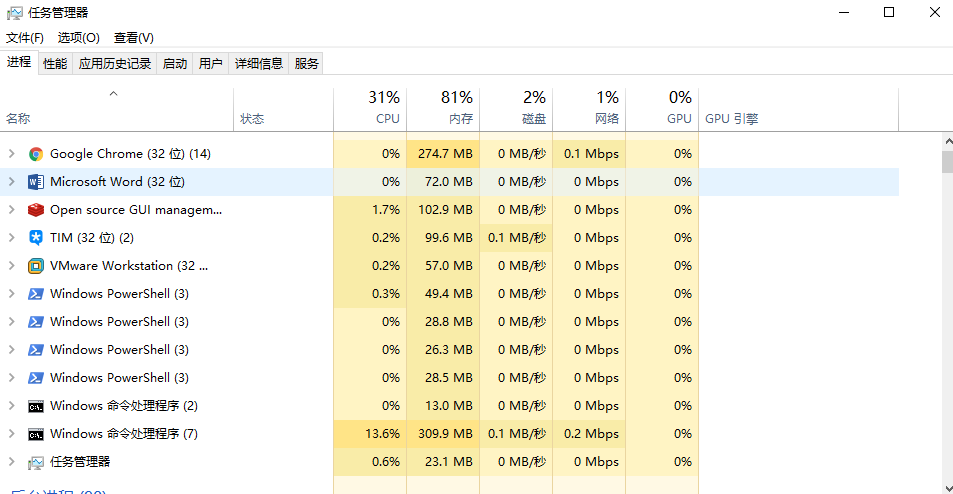 任务管理器
文件(F) 选项(O) 查看(V)
进程 性能 应用历史记录 启动 用户 详细信息 服务
31% 81% 2% 1% 0%
名称 状态 CPU 内存 磁盘 网络 GPU GPU 引擎
Google Chrome (32 位) (14) 0% 274.7 MB 0 MB/秒 0.1 Mbps 0%
Microsoft Word (32 位) 0% 72.0 MB 0 MB/秒 0 Mbps 0%
Open source GUI managem... 1.7% 102.9 MB 0 MB/秒 0 Mbps 0%
TIM (32 位) (2) 0.2% 99.6 MB 0.1 MB/秒 0 Mbps 0%
VMware Workstation (32 ... 0.2% 57.0 MB 0 MB/秒 0 Mbps 0%
Windows PowerShell (3) 0.3% 49.4 MB 0 MB/秒 0 Mbps 0%
Windows PowerShell (3) 0% 28.8 MB 0 MB/秒 0 Mbps 0%
Windows PowerShell (3) 0% 26.3 MB 0 MB/秒 0 Mbps 0%
Windows PowerShell (3) 0% 28.5 MB 0 MB/秒 0 Mbps 0%
Windows 命令处理程序 (2) 0% 13.0 MB 0 MB/秒 0 Mbps 0%
Windows 命令处理程序 (7) 13.6% 309.9 MB 0.1 MB/秒 0.2 Mbps 0%
任务管理器 0.6% 23.1 MB 0 MB/秒 0 Mbps 0%
后台进程